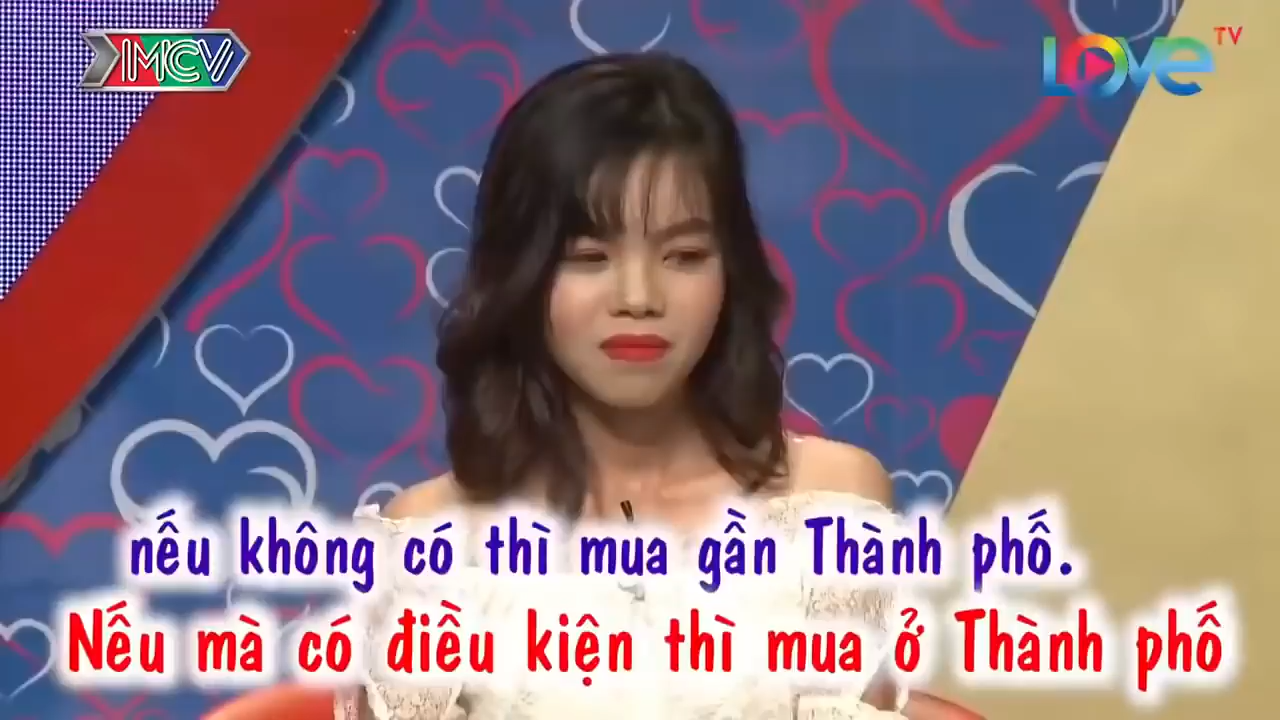 MCV
LOVE TV
nếu không có thì mua gần Thành phố.
Nếu mà có điều kiện thì mua ở Thành phố